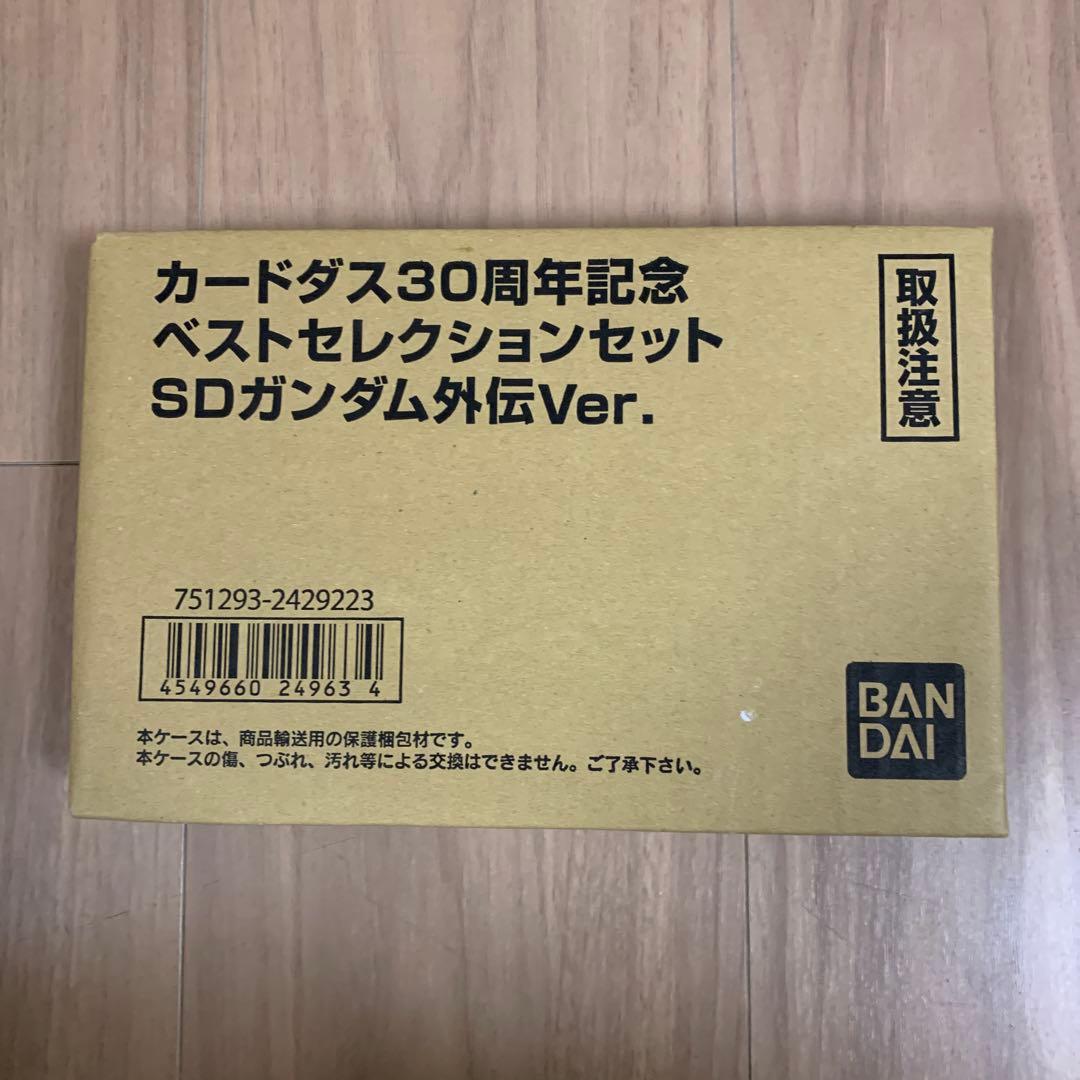 カードダス30周年記念
ベストセレクションセット
SDガンダム外伝Ver.
取扱注意
751293-2429223
4549660 24963 4
本ケースは、商品輸送用の保護梱包材です。
本ケースの傷、つぶれ、汚れ等による交換はできません。ご了承下さい。
BAN
DAI